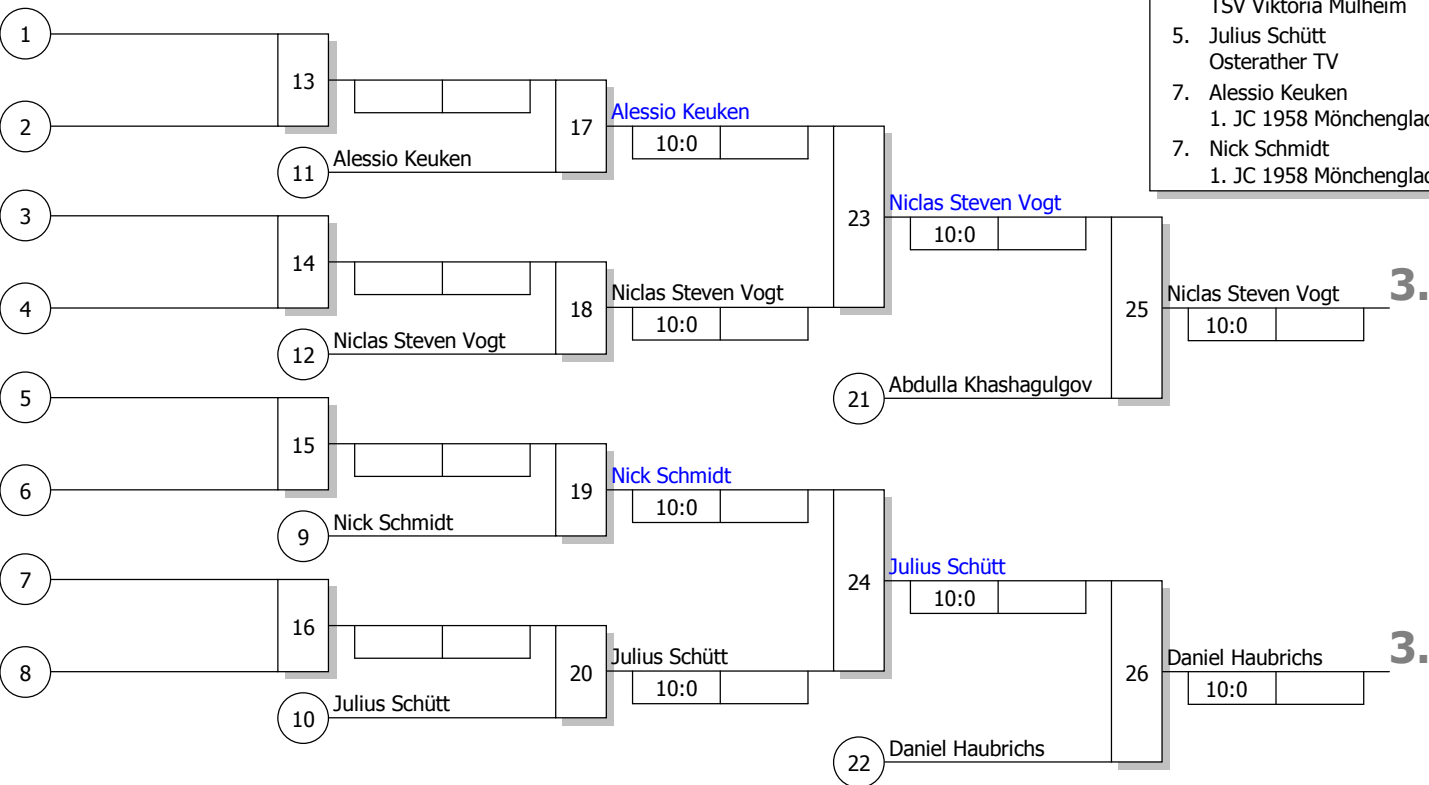 TSV Viktoria Mülheim
5. Julius Schütt
Osterather TV
7. Alessio Keuken
1. JC 1958 Mönchenglad
7. Nick Schmidt
1. JC 1958 Mönchenglad
1
13
2
17
Alessio Keuken
10:0
11
Alessio Keuken
3
23
Niclas Steven Vogt
10:0
14
4
18
Niclas Steven Vogt
10:0
25
Niclas Steven Vogt
3.
10:0
12
Niclas Steven Vogt
21
Abdulla Khashagulgov
5
15
6
19
Nick Schmidt
10:0
9
Nick Schmidt
7
24
Julius Schütt
10:0
16
8
20
Julius Schütt
10:0
26
Daniel Haubrichs
3.
10:0
10
Julius Schütt
22
Daniel Haubrichs